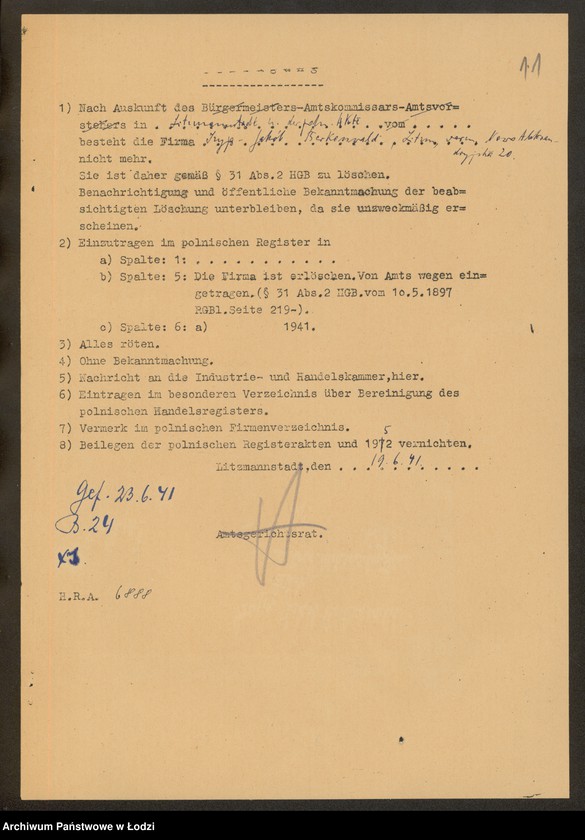 11
1) Nach Auskunft des Bürgermeisters-Amtskommissars-Amtsvor=
stehers in . Litzmannstadt . vom . . . . .
besteht die Firma Jakob
nicht mehr. 20.
Sie ist daher gemäß § 31 Abs.2 HGB zu löschen.
Benachrichtigung und öffentliche Bekanntmachung der beab=
sichtigten Löschung unterbleiben, da sie unzweckmäßig er=
scheinen.
2) Einzutragen im polnischen Register in
a) Spalte: 1: . . . . . . . . . . .
b) Spalte: 5: Die Firma ist erlöschen.Von Amts wegen ein=
getragen.(§ 31 Abs.2 HGB.vom 10.5.1897
RGBl.Seite 219-).
c) Spalte: 6: a) 1941.
3) Alles röten.
4) Ohne Bekanntmachung.
5) Nachricht an die Industrie- und Handelskammer,hier.
6) Eintragen im besonderen Verzeichnis über Bereinigung des
polnischen Handelsregisters.
7) Vermerk im polnischen Firmenverzeichnis.
8) Beilegen der polnischen Registerakten und 1952 vernichten.
Litzmannstadt,den . . . 19.6.41 . . . . .
Gef. 23.6.41
B. 24
Amtsgerichtsrat.
H.R.A. 6888
Archiwum Państwowe w Łodzi